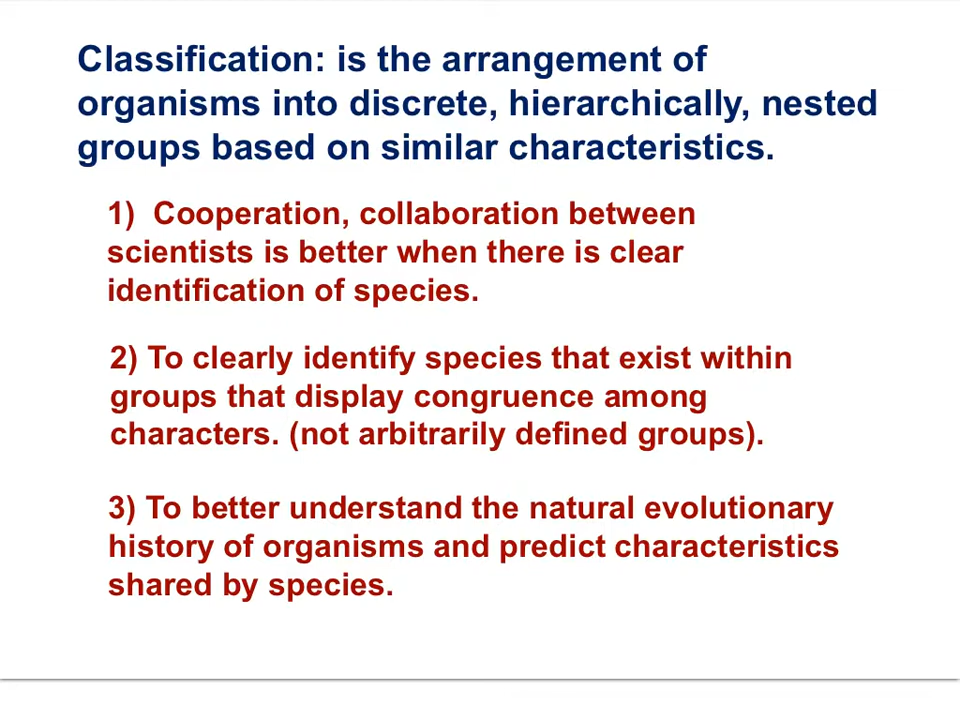 Classification: is the arrangement of
organisms into discrete, hierarchically, nested
groups based on similar characteristics.
1)  Cooperation, collaboration between
scientists is better when there is clear
identification of species.
2) To clearly identify species that exist within
groups that display congruence among
characters. (not arbitrarily defined groups).
3) To better understand the natural evolutionary
history of organisms and predict characteristics
shared by species.